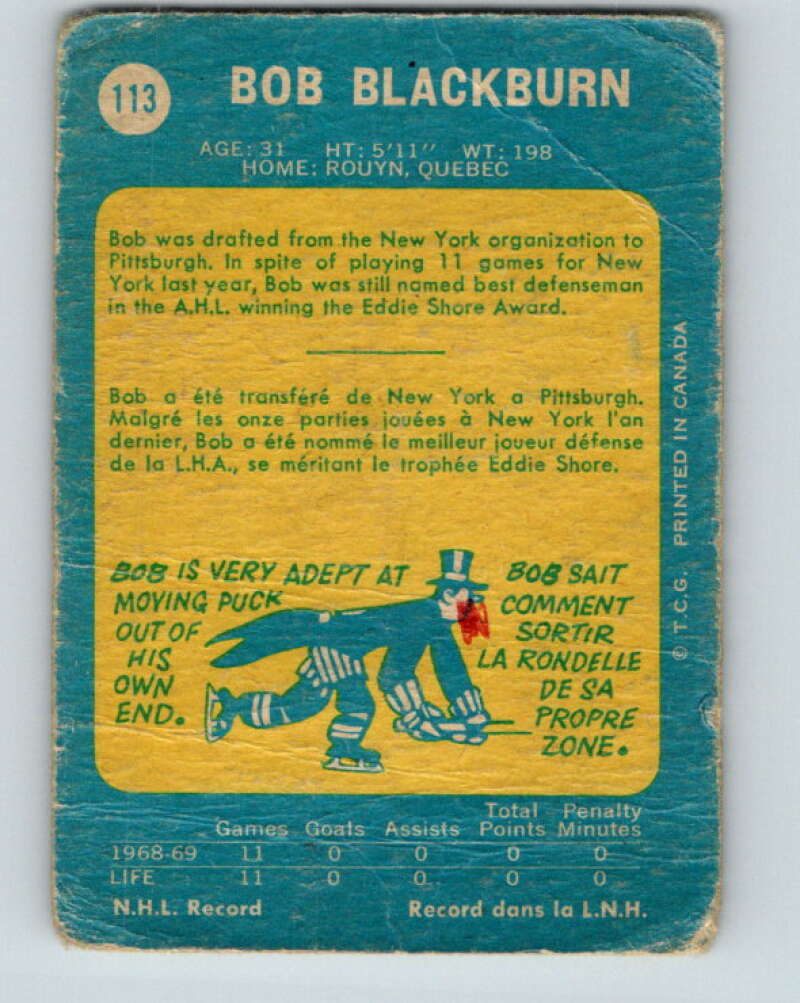 113
BOB BLACKBURN
AGE: 31 HT: 5'11" WT: 198
HOME: ROUYN, QUEBEC
Bob was drafted from the New York organization to
Pittsburgh. In spite of playing 11 games for New
York last year, Bob was still named best defenseman
in the A.H.L. winning the Eddie Shore Award.
Bob a été transféré de New York a Pittsburgh.
Malgré les onze parties jouées à New York l'an
dernier, Bob a été nommé le meilleur joueur défense
de la L.H.A., se méritant le trophée Eddie Shore.
BOB IS VERY ADEPT AT
MOVING PUCK
OUT OF
HIS
OWN
END.
BOB SAIT
COMMENT
SORTIR
LA RONDELLE
DE SA
PROPRE
ZONE.
© T.C.G. PRINTED IN CANADA
Total Penalty
Games Goals Assists Points Minutes
1968-69 11 0 0 0 0
LIFE 11 0 0 0 0
N.H.L. Record Record dans la L.N.H.